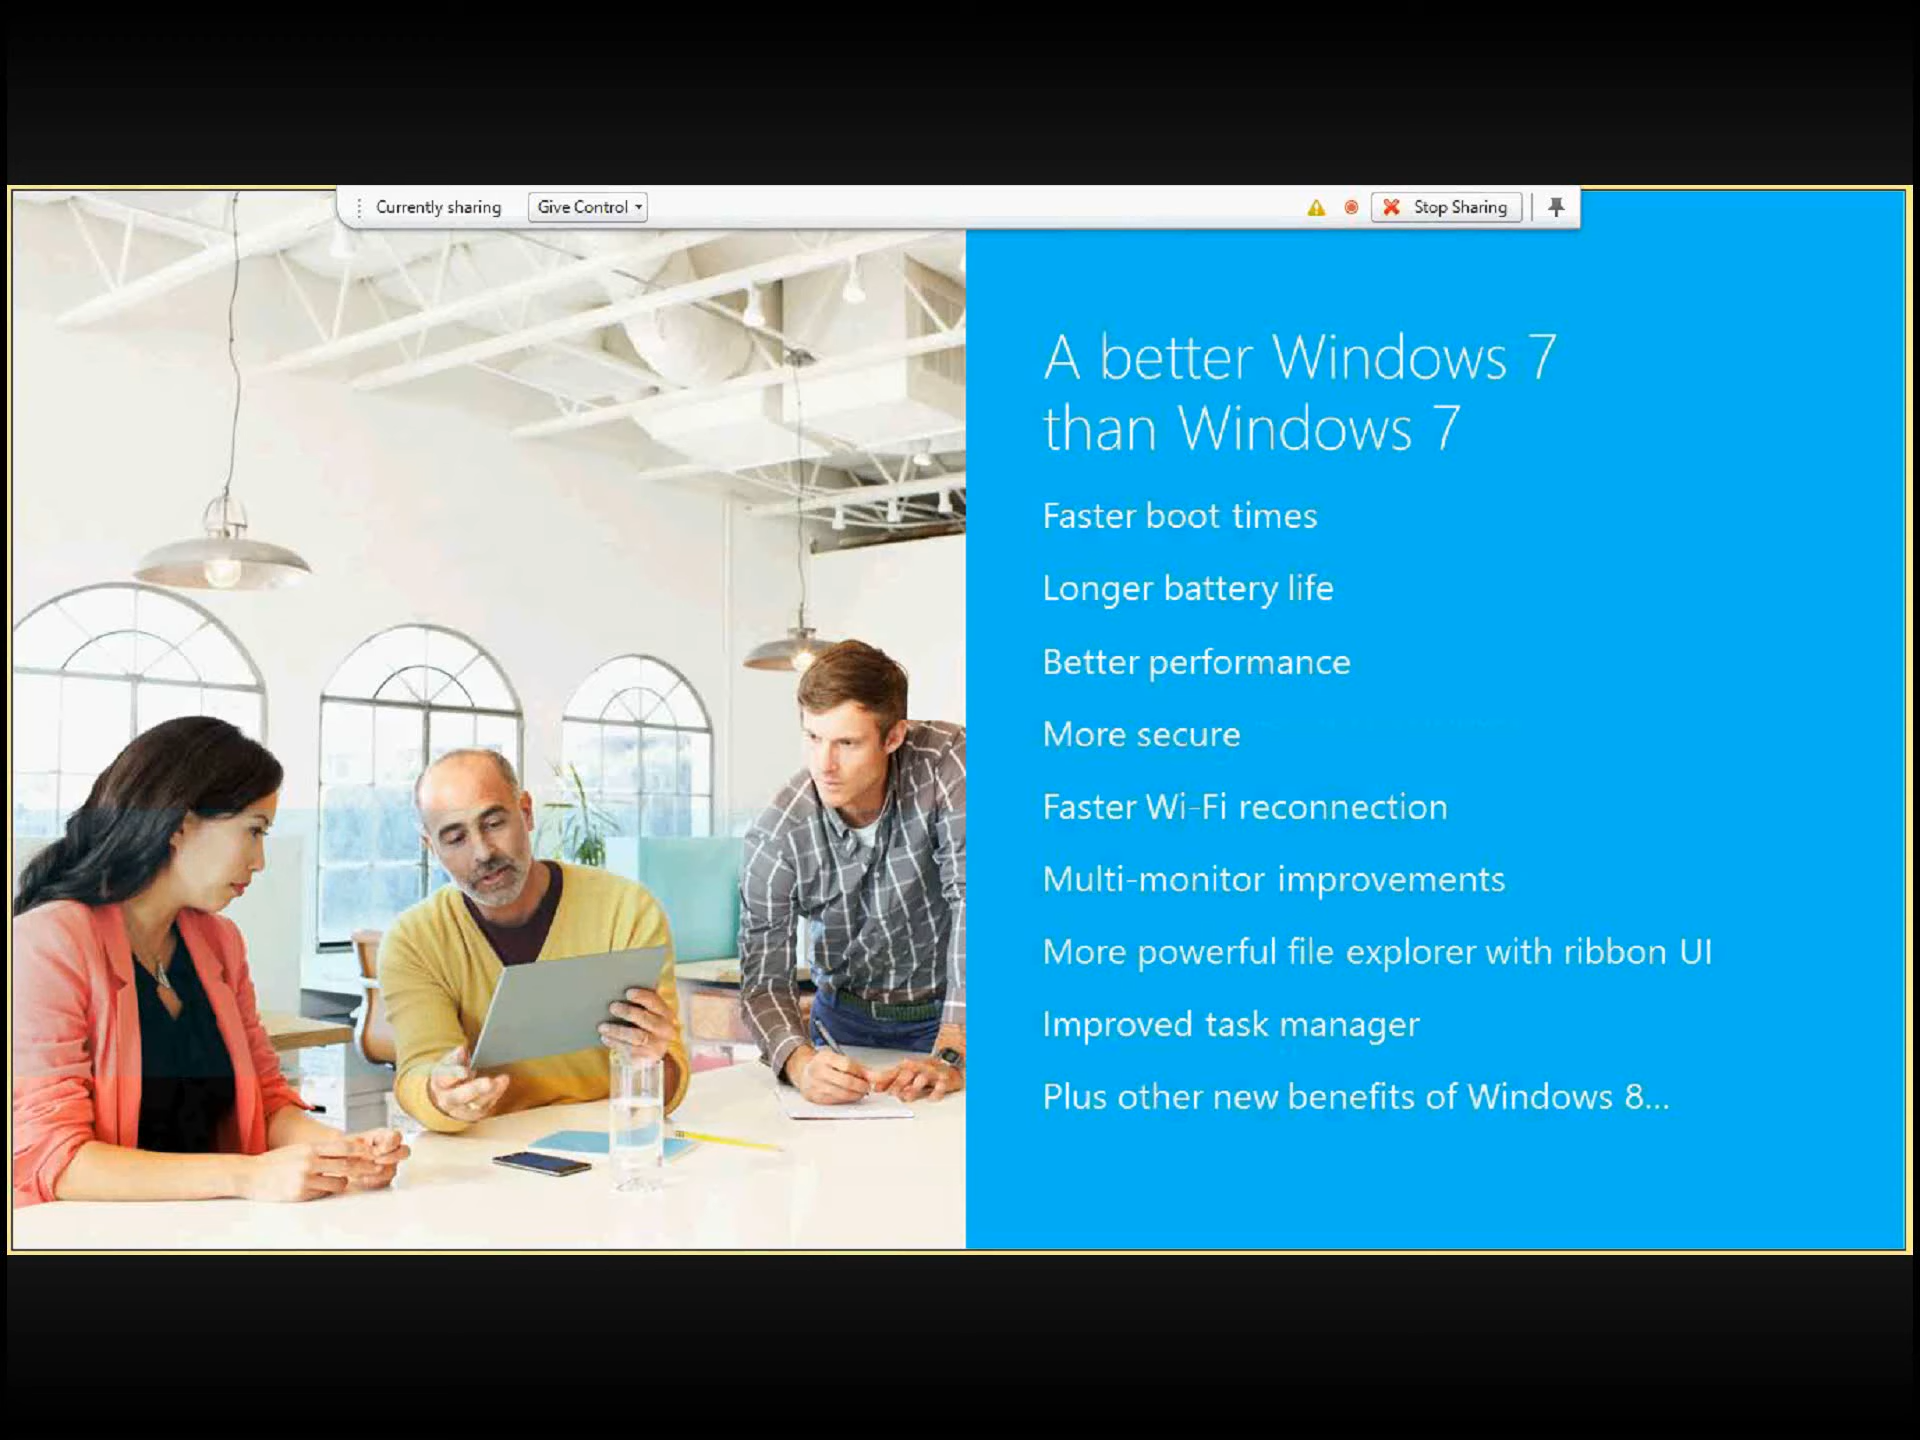 Currently sharing
Give Control
Stop Sharing
A better Windows 7
than Windows 7
Faster boot times
Longer battery life
Better performance
More secure
Faster Wi-Fi reconnection
Multi-monitor improvements
More powerful file explorer with ribbon UI
Improved task manager
Plus other new benefits of Windows 8...